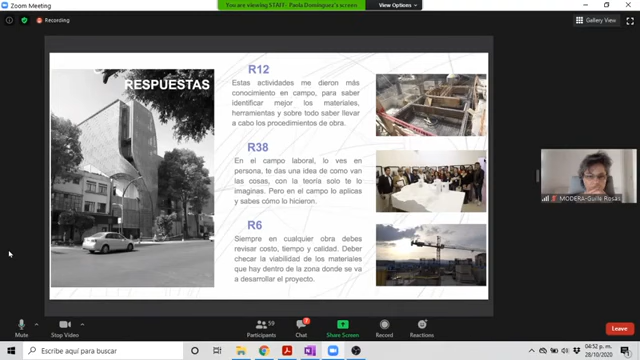 Zoom Meeting
You are viewing STAFF: Paola Dominguez's screen
View Options
Recording
Gallery View
RESPUESTAS
R12
Estas actividades me dieron más
conocimiento en campo, para saber
identificar mejor los materiales,
herramientas y sobre todo saber llevar
a cabo los procedimientos de obra.
R38
En el campo laboral, lo ves en
persona, te das una idea de como van
las cosas, con la teoría solo te lo
imaginas. Pero en el campo lo aplicas
y sabes cómo lo hicieron.
R6
Siempre en cualquier obra debes
revisar costo, tiempo y calidad. Deber
checar la viabilidad de los materiales
que hay dentro de la zona donde se va
a desarrollar el proyecto.
MODERA-Guile Rosas
Mute
Stop Video
59
Participants
Chat
Share Screen
Record
Reactions
Leave
Escribe aquí para buscar
04:52 p. m.
28/10/2020